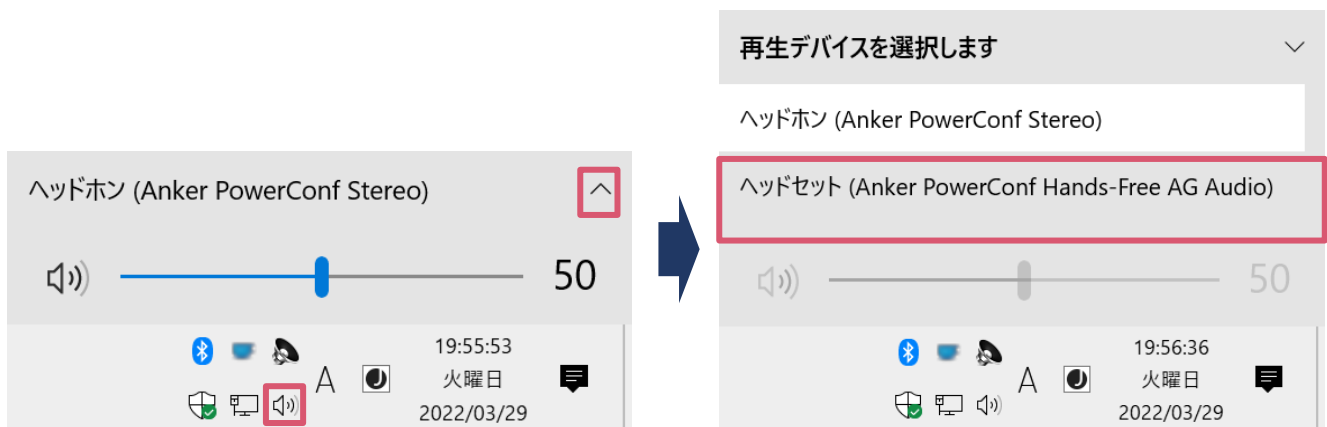 ヘッドホン (Anker PowerConf Stereo)
50
A
19:55:53
火曜日
2022/03/29
再生デバイスを選択します
ヘッドホン (Anker PowerConf Stereo)
ヘッドセット (Anker PowerConf Hands-Free AG Audio)
50
A
19:56:36
火曜日
2022/03/29